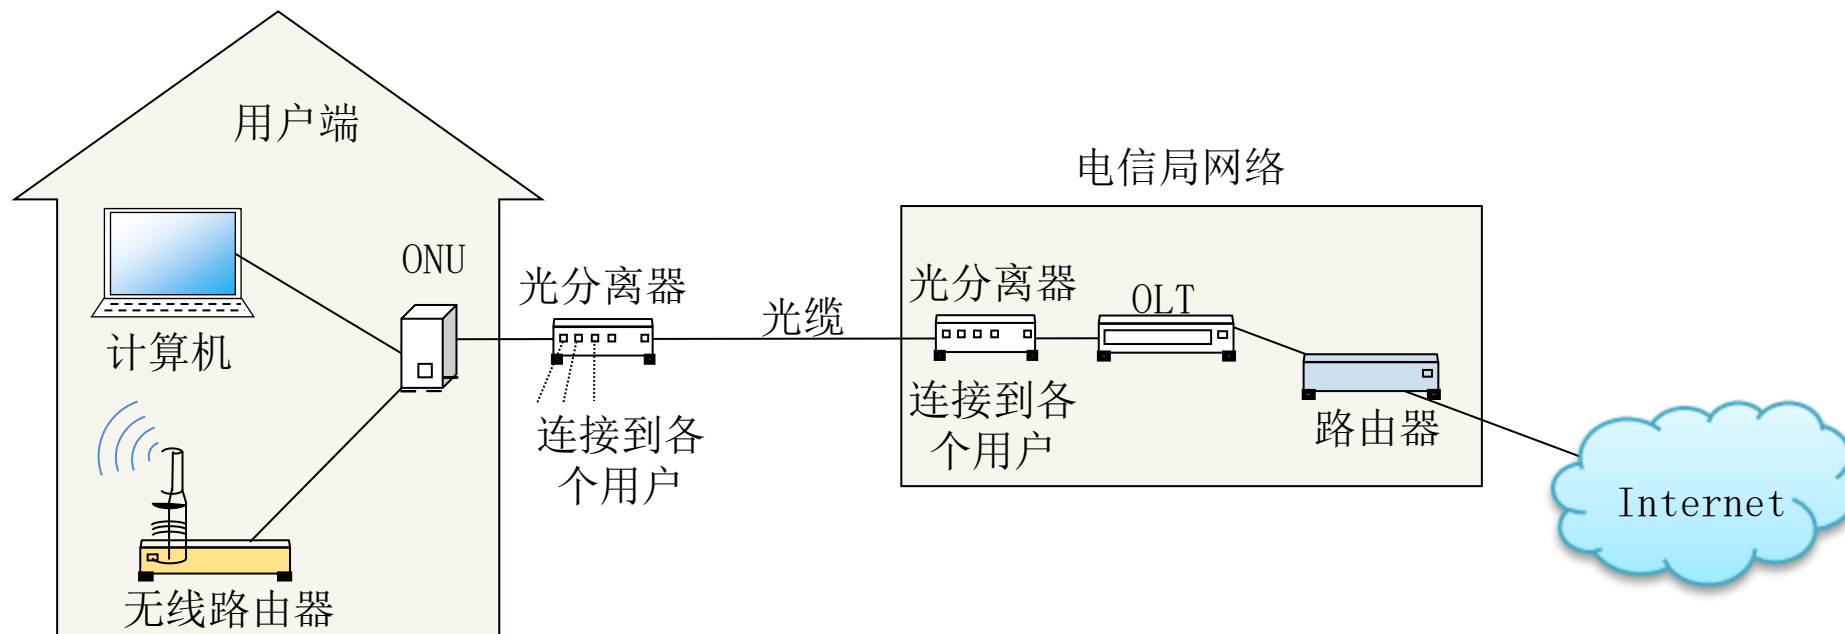 用户端
电信局网络
ONU
光分离器
光缆
光分离器
OLT
计算机
连接到各
个用户
连接到各
个用户
路由器
Internet
无线路由器